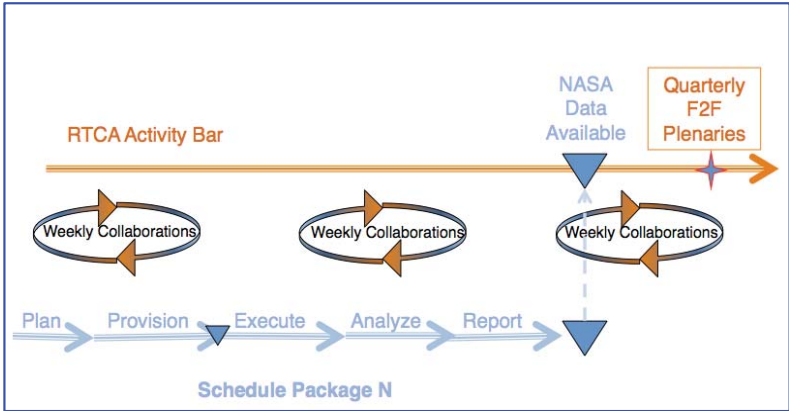 NASA
Data
Available
Quarterly
F2F
Plenaries
RTCA Activity Bar
Weekly Collaborations
Weekly Collaborations
Weekly Collaborations
Plan
Provision
Execute
Analyze
Report
Schedule Package N